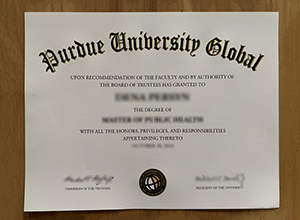 Purdue University Global
UPON RECOMMENDATION OF THE FACULTY AND BY AUTHORITY OF
THE BOARD OF TRUSTEES HAS GRANTED TO
THE DEGREE OF
MASTER OF PUBLIC HEALTH
WITH ALL THE HONORS, PRIVILEGES, AND RESPONSIBILITIES
APPERTAINING THERETO
CHAIRMAN OF THE TRUSTEES
PRESIDENT OF THE UNIVERSITY